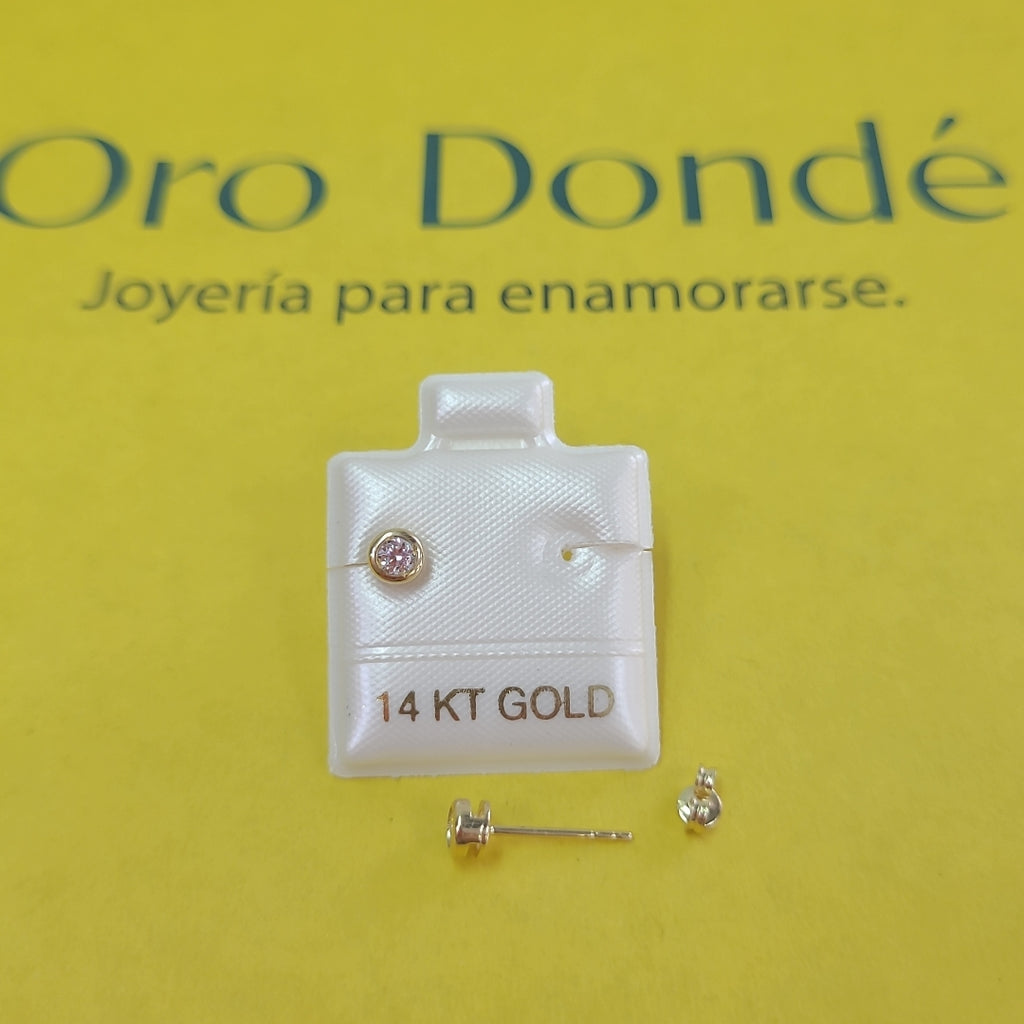 Oro Dondé
Joyería para enamorarse.
14 KT GOLD